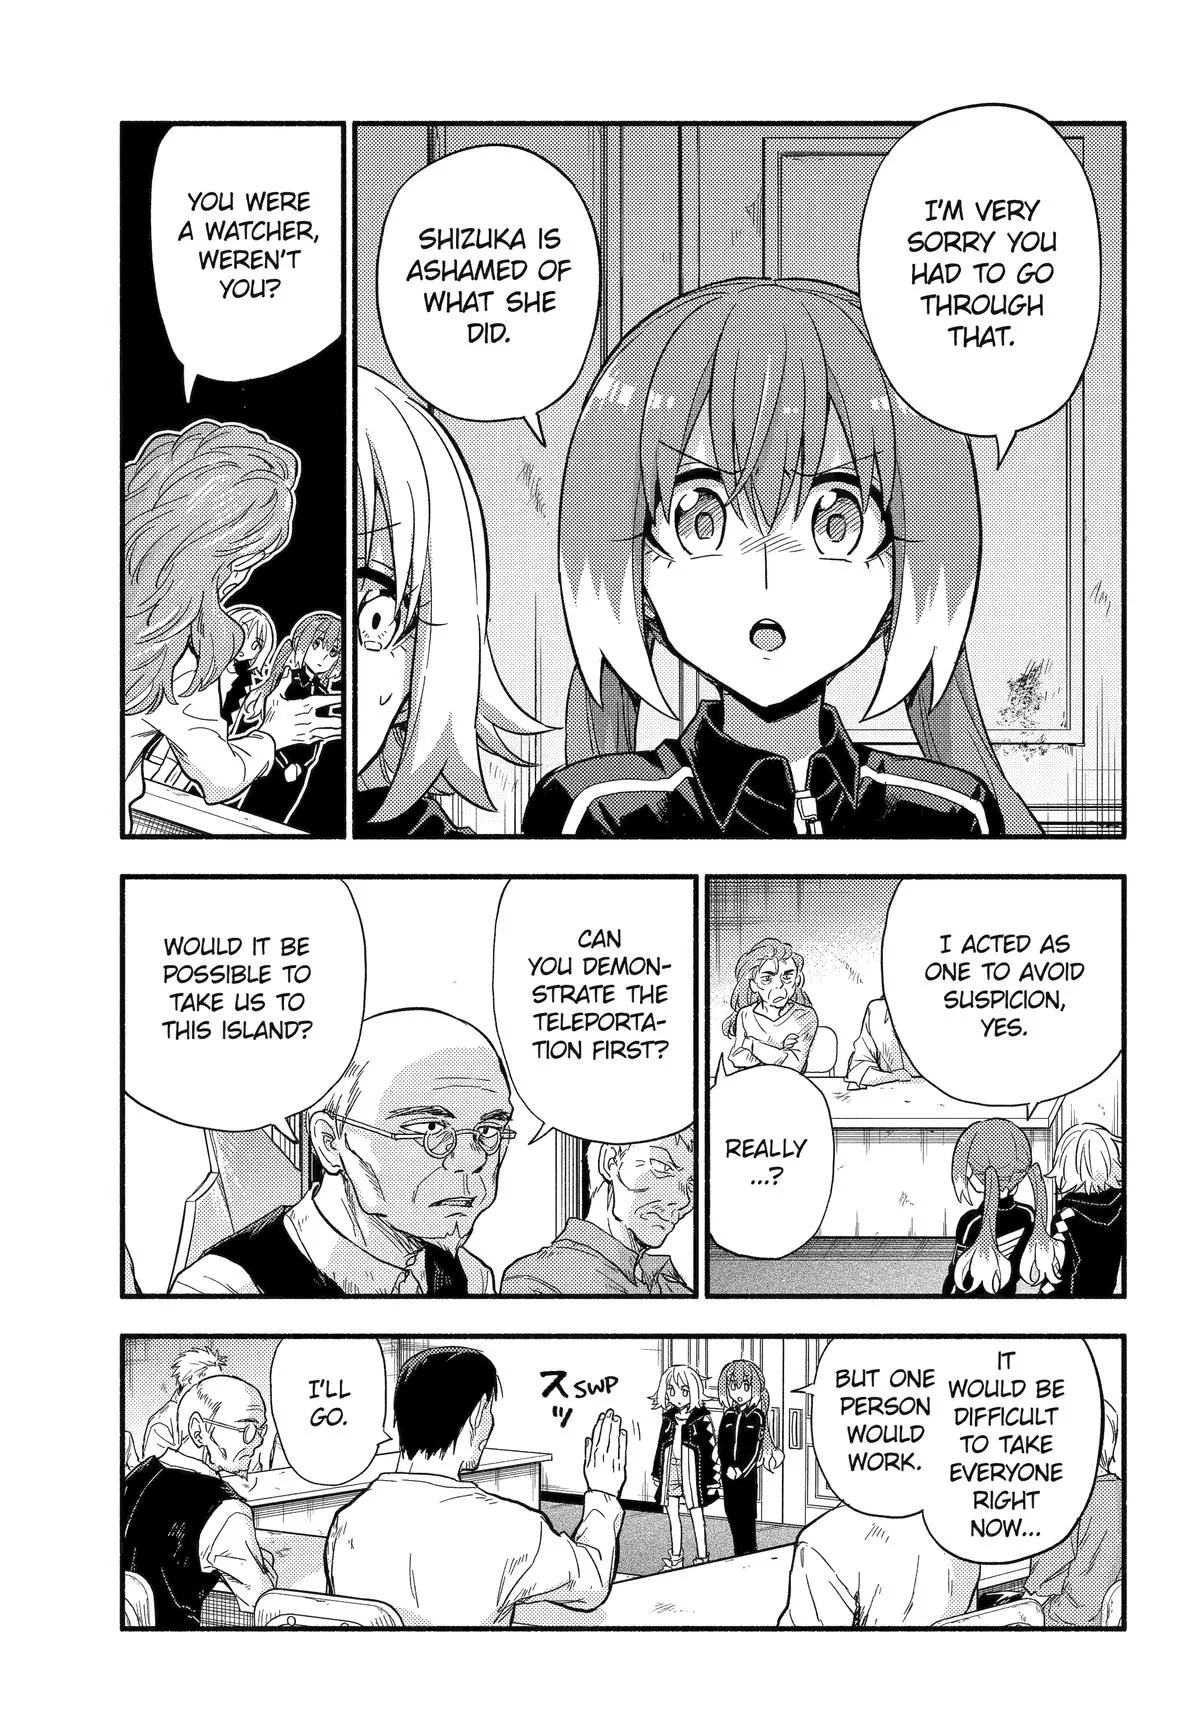 I'M VERY
SORRY YOU
HAD TO GO
THROUGH
THAT.
SHIZUKA IS
ASHAMED OF
WHAT SHE
DID.
YOU WERE
A WATCHER,
WEREN'T
YOU?
I ACTED AS
ONE TO AVOID
SUSPICION,
YES.
REALLY
...?
CAN
YOU DEMON-
STRATE THE
TELEPORTA-
TION FIRST?
WOULD IT BE
POSSIBLE TO
TAKE US TO
THIS ISLAND?
IT
WOULD BE
DIFFICULT
TO TAKE
EVERYONE
RIGHT
NOW...
BUT ONE
PERSON
WOULD
WORK.
スッ
SWP
I'LL
GO.